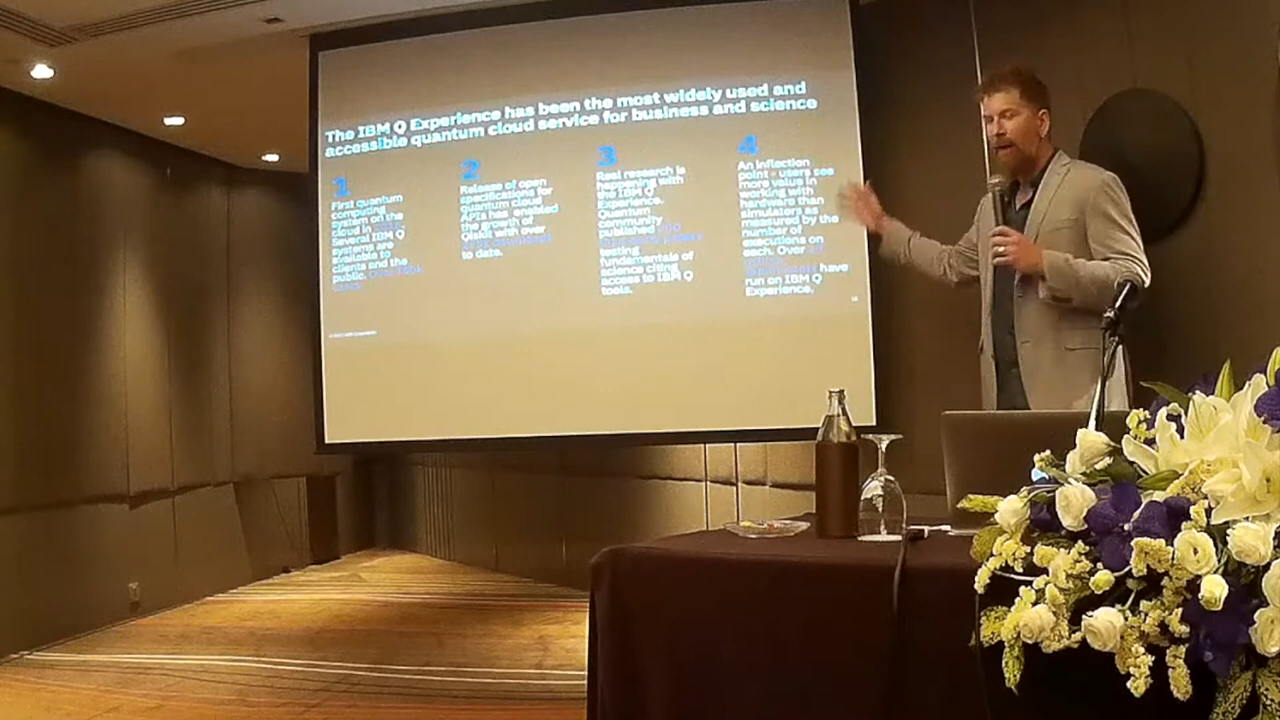 The IBM Q Experience has been the most widely used and
accessible quantum cloud service for business and science
1
First quantum
computing
system on the
cloud in
Several IBM Q
systems are
available to
clients and the
public.
2
Release of open
specifications for
quantum cloud
APIs has enabled
the growth of
Qiskit with over
to date.
3
Real research is
happening with
the IBM Q
Experience.
Quantum
community
published
testing
fundamentals of
science citing
access to IBM Q
tools.
4
An inflection
point - users see
more value in
working with
hardware than
simulators as
measured by the
number of
executions on
each. Over
have
run on IBM Q
Experience.